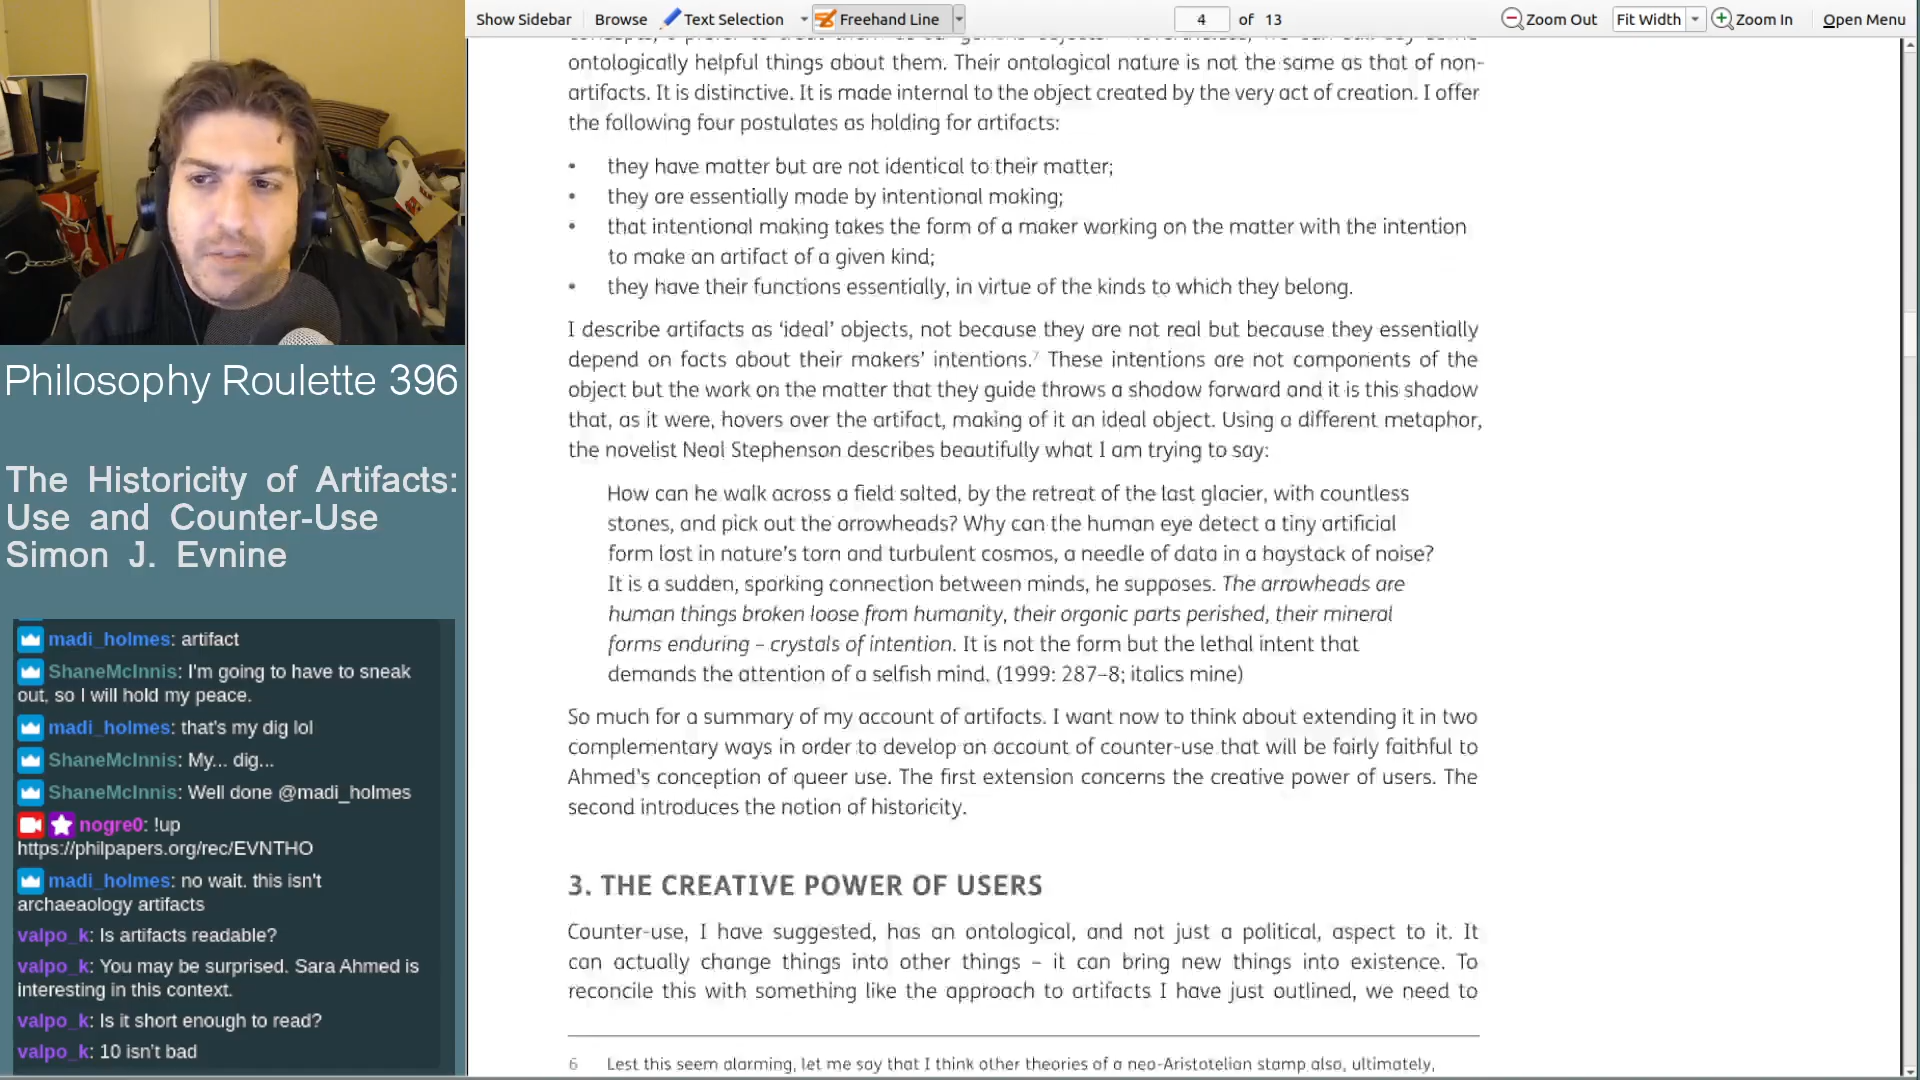 Show Sidebar Browse Text Selection Freehand Line 4 of 13 Zoom Out Fit Width Zoom In Open Menu
ontologically helpful things about them. Their ontological nature is not the same as that of non-
artifacts. It is distinctive. It is made internal to the object created by the very act of creation. I offer
the following four postulates as holding for artifacts:
• they have matter but are not identical to their matter;
• they are essentially made by intentional making;
• that intentional making takes the form of a maker working on the matter with the intention
to make an artifact of a given kind;
• they have their functions essentially, in virtue of the kinds to which they belong.
I describe artifacts as ‘ideal’ objects, not because they are not real but because they essentially
depend on facts about their makers’ intentions.7 These intentions are not components of the
object but the work on the matter that they guide throws a shadow forward and it is this shadow
that, as it were, hovers over the artifact, making of it an ideal object. Using a different metaphor,
the novelist Neal Stephenson describes beautifully what I am trying to say:
How can he walk across a field salted, by the retreat of the last glacier, with countless
stones, and pick out the arrowheads? Why can the human eye detect a tiny artificial
form lost in nature’s torn and turbulent cosmos, a needle of data in a haystack of noise?
It is a sudden, sparking connection between minds, he supposes. The arrowheads are
human things broken loose from humanity, their organic parts perished, their mineral
forms enduring – crystals of intention. It is not the form but the lethal intent that
demands the attention of a selfish mind. (1999: 287–8; italics mine)
So much for a summary of my account of artifacts. I want now to think about extending it in two
complementary ways in order to develop an account of counter-use that will be fairly faithful to
Ahmed’s conception of queer use. The first extension concerns the creative power of users. The
second introduces the notion of historicity.
3. THE CREATIVE POWER OF USERS
Counter-use, I have suggested, has an ontological, and not just a political, aspect to it. It
can actually change things into other things – it can bring new things into existence. To
reconcile this with something like the approach to artifacts I have just outlined, we need to
6 Lest this seem alarming, let me say that I think other theories of a neo-Aristotelian stamp also, ultimately,
Philosophy Roulette 396
The Historicity of Artifacts:
Use and Counter-Use
Simon J. Evnine
madi_holmes: artifact
ShaneMcInnis: I'm going to have to sneak
out, so I will hold my peace.
madi_holmes: that's my dig lol
ShaneMcInnis: My... dig...
ShaneMcInnis: Well done @madi_holmes
nogre0: !up
https://philpapers.org/rec/EVNTHO
madi_holmes: no wait. this isn't
archaeaology artifacts
valpo_k: Is artifacts readable?
valpo_k: You may be surprised. Sara Ahmed is
interesting in this context.
valpo_k: Is it short enough to read?
valpo_k: 10 isn't bad